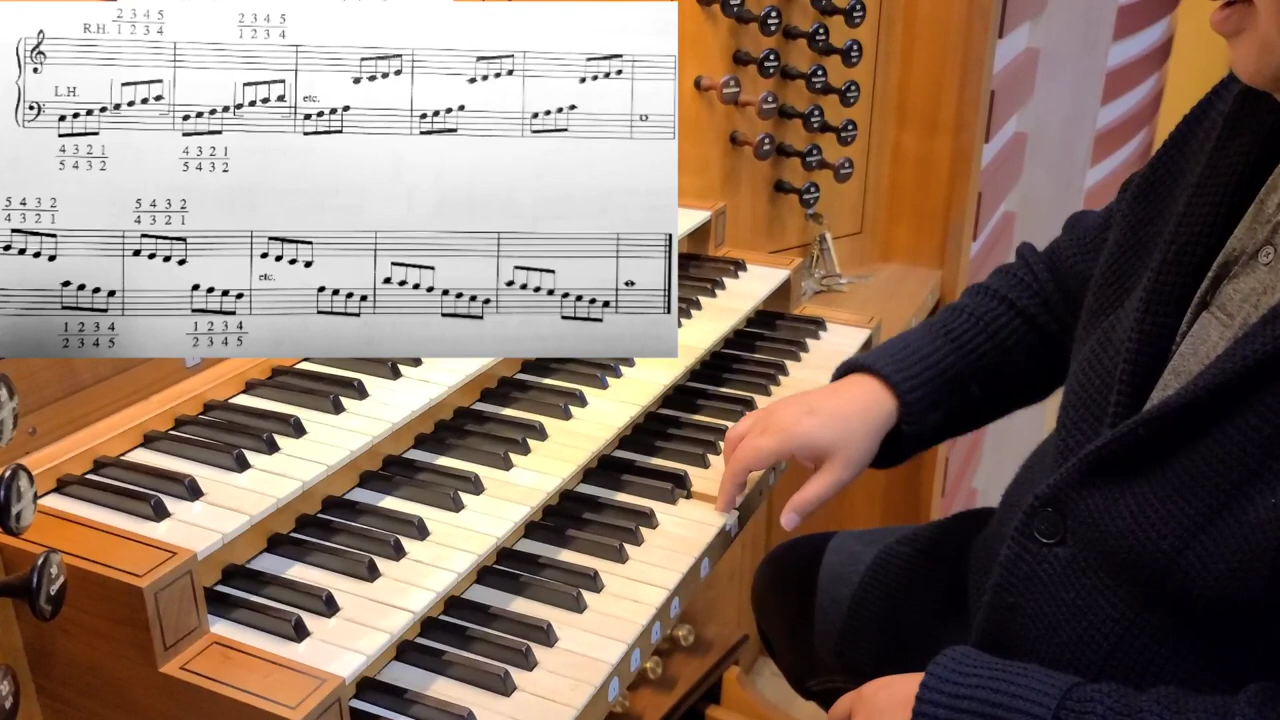 2 3 4 5 2 3 4 5
R.H. 1 2 3 4 1 2 3 4
L.H.
etc.
4 3 2 1 4 3 2 1
5 4 3 2 5 4 3 2
5 4 3 2 5 4 3 2
4 3 2 1 4 3 2 1
etc.
1 2 3 4 1 2 3 4
2 3 4 5 2 3 4 5